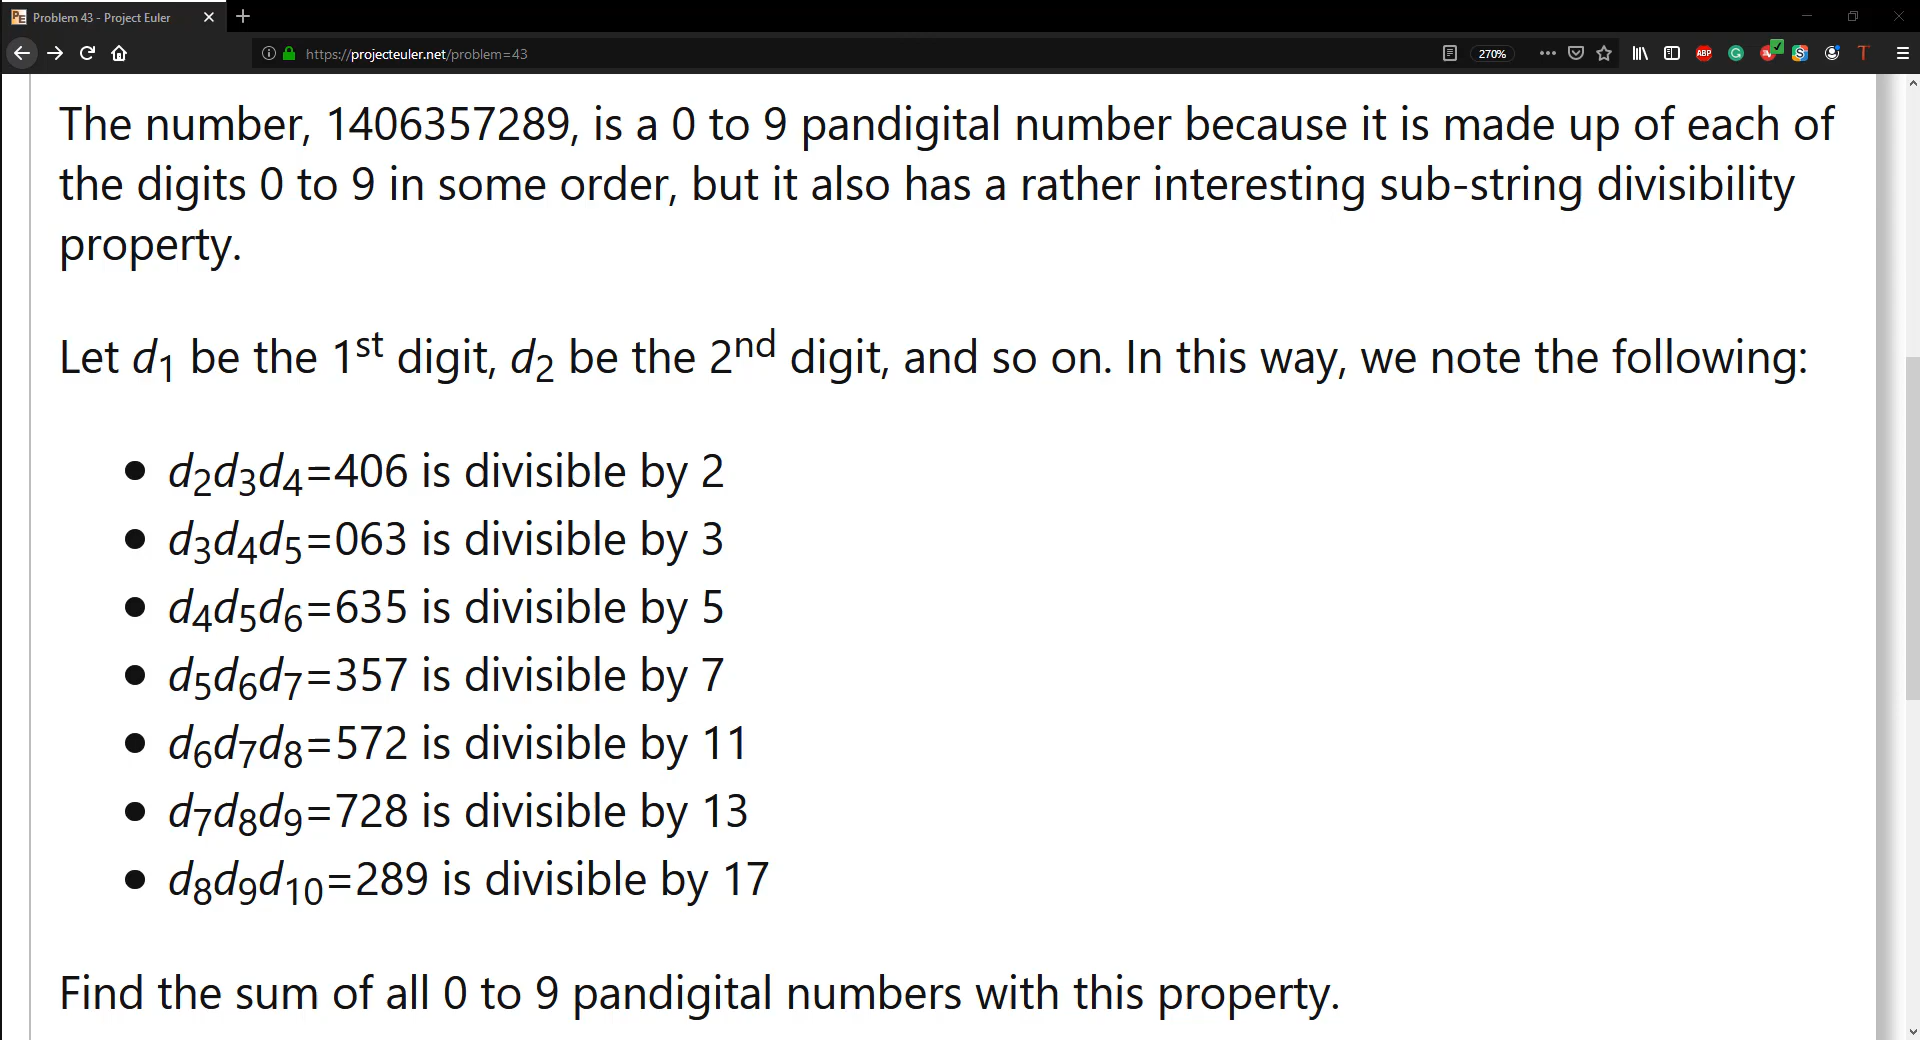 Problem 43 - Project Euler
https://projecteuler.net/problem=43
270%
ABP
The number, 1406357289, is a 0 to 9 pandigital number because it is made up of each of
the digits 0 to 9 in some order, but it also has a rather interesting sub-string divisibility
property.
Let d₁ be the 1ˢᵗ digit, d₂ be the 2ⁿᵈ digit, and so on. In this way, we note the following:
• d₂d₃d₄=406 is divisible by 2
• d₃d₄d₅=063 is divisible by 3
• d₄d₅d₆=635 is divisible by 5
• d₅d₆d₇=357 is divisible by 7
• d₆d₇d₈=572 is divisible by 11
• d₇d₈d₉=728 is divisible by 13
• d₈d₉d₁₀=289 is divisible by 17
Find the sum of all 0 to 9 pandigital numbers with this property.